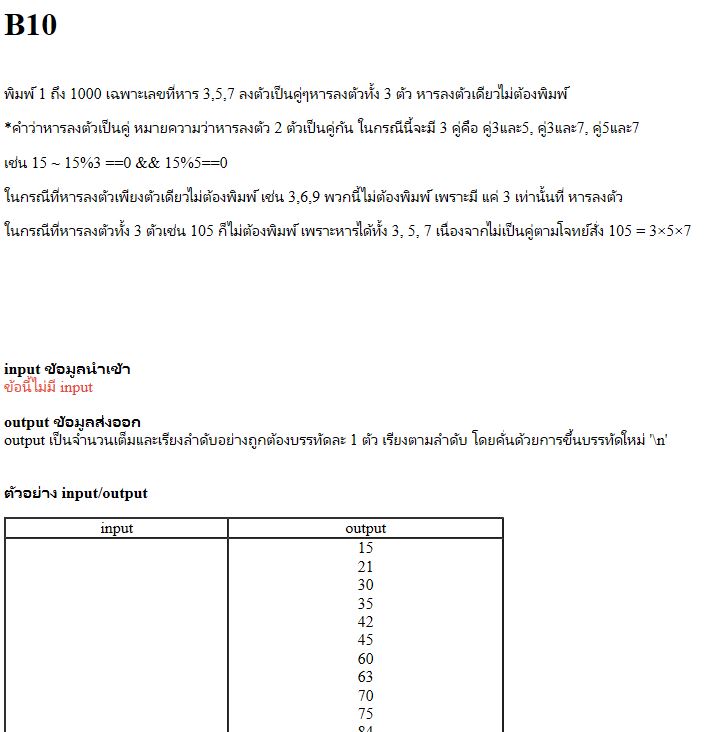 B10
พิมพ์ 1 ถึง 1000 เฉพาะเลขที่หาร 3,5,7 ลงตัวเป็นคู่ๆหารลงตัวทั้ง 3 ตัว หารลงตัวเดียวไม่ต้องพิมพ์
*คำว่าหารลงตัวเป็นคู่ หมายความว่าหารลงตัว 2 ตัวเป็นคู่กัน ในกรณีนี้จะมี 3 คู่คือ คู่3และ5, คู่3และ7, คู่5และ7
เช่น 15 ~ 15%3 ==0 && 15%5==0
ในกรณีที่หารลงตัวเพียงตัวเดียวไม่ต้องพิมพ์ เช่น 3,6,9 พวกนี้ไม่ต้องพิมพ์ เพราะมี แค่ 3 เท่านั้นที่ หารลงตัว
ในกรณีที่หารลงตัวทั้ง 3 ตัวเช่น 105 ก็ไม่ต้องพิมพ์ เพราะหารได้ทั้ง 3, 5, 7 เนื่องจากไม่เป็นคู่ตามโจทย์สั่ง 105 = 3×5×7
input ข้อมูลนำเข้า
ข้อนี้ไม่มี input
output ข้อมูลส่งออก
output เป็นจำนวนเต็มและเรียงลำดับอย่างถูกต้องบรรทัดละ 1 ตัว เรียงตามลำดับ โดยคั่นด้วยการขึ้นบรรทัดใหม่ '\n'
ตัวอย่าง input/output
input output
15
21
30
35
42
45
60
63
70
75
84